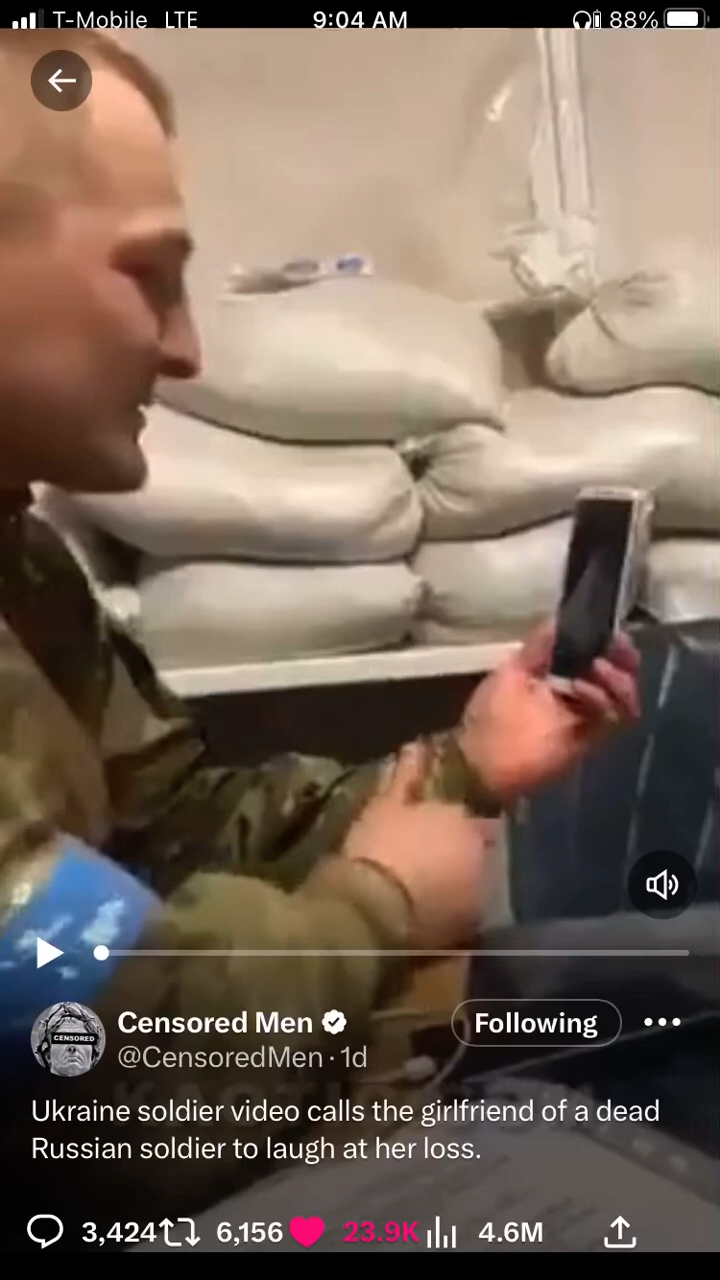 T-Mobile LTE 9:04 AM 88%
CENSORED
Censored Men
Following
@CensoredMen · 1d
Ukraine soldier video calls the girlfriend of a dead
Russian soldier to laugh at her loss.
3,424 6,156 23.9K 4.6M